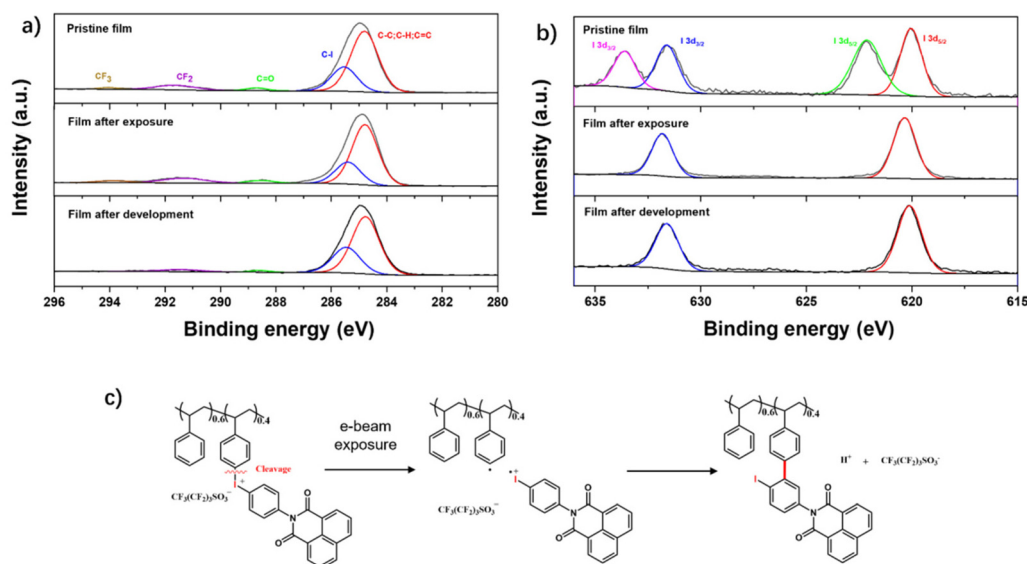 a)
Pristine film
CF3
CF2
C=O
C-I
C-C;C-H;C=C
Film after exposure
Film after development
Intensity (a.u.)
296 294 292 290 288 286 284 282 280
Binding energy (eV)
b)
Pristine film
I 3d3/2
I 3d3/2
I 3d5/2
I 3d5/2
Film after exposure
Film after development
Intensity (a.u.)
635 630 625 620 615
Binding energy (eV)
c)
0.6 0.4
Cleavage
I+
CF3(CF2)3SO3−
O
N
O
e-beam
exposure
0.6 0.4
I+
CF3(CF2)3SO3−
O
N
O
0.6 0.4
I
O
N
O
H+ + CF3(CF2)3SO3-